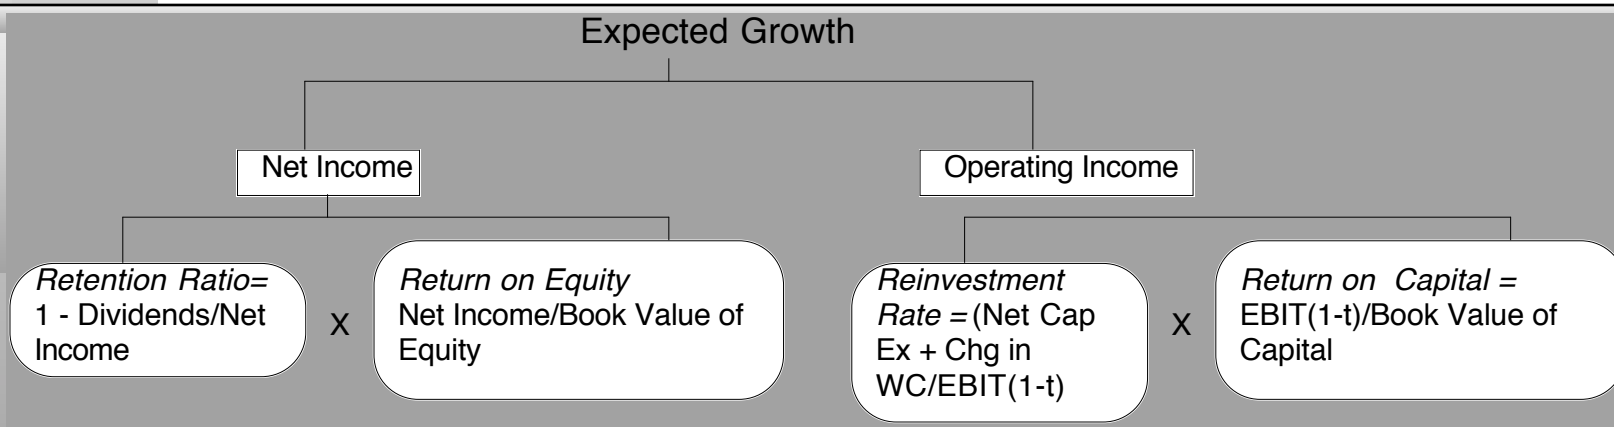 Expected Growth
Net Income
Operating Income
Retention Ratio=
1 - Dividends/Net
Income
X
Return on Equity
Net Income/Book Value of
Equity
Reinvestment
Rate = (Net Cap
Ex + Chg in
WC/EBIT(1-t)
X
Return on Capital =
EBIT(1-t)/Book Value of
Capital